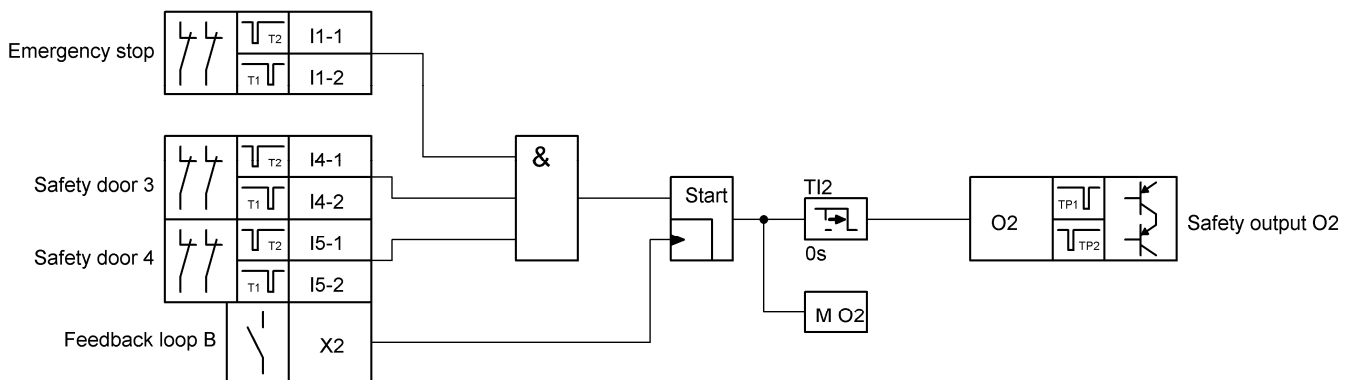 Emergency stop
T2
I1-1
T1
I1-2
Safety door 3
T2
I4-1
T1
I4-2
Safety door 4
T2
I5-1
T1
I5-2
Feedback loop B
X2
&
Start
TI2
0s
M O2
O2
TP1
TP2
Safety output O2